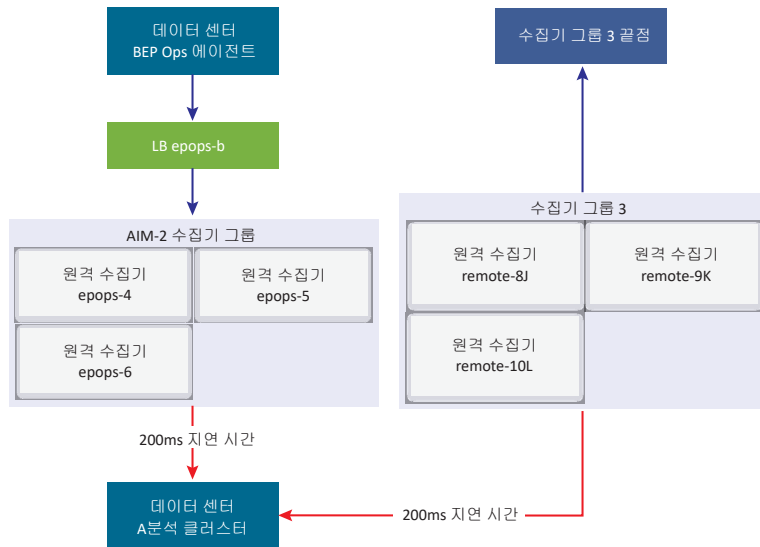 데이터 센터
BEP Ops 에이전트
LB epops-b
AIM-2 수집기 그룹
원격 수집기
epops-4
원격 수집기
epops-5
원격 수집기
epops-6
200ms 지연 시간
데이터 센터
A분석 클러스터
수집기 그룹 3 끝점
수집기 그룹 3
원격 수집기
remote-8J
원격 수집기
remote-9K
원격 수집기
remote-10L
200ms 지연 시간